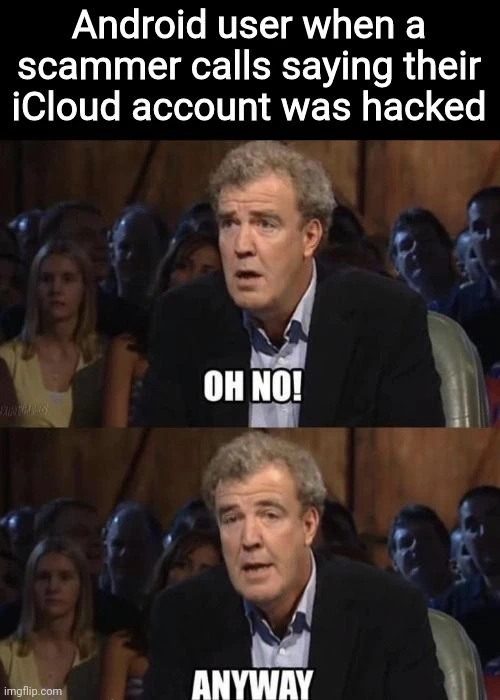 Android user when a
scammer calls saying their
iCloud account was hacked
OH NO!
ANYWAY
imgflip.com